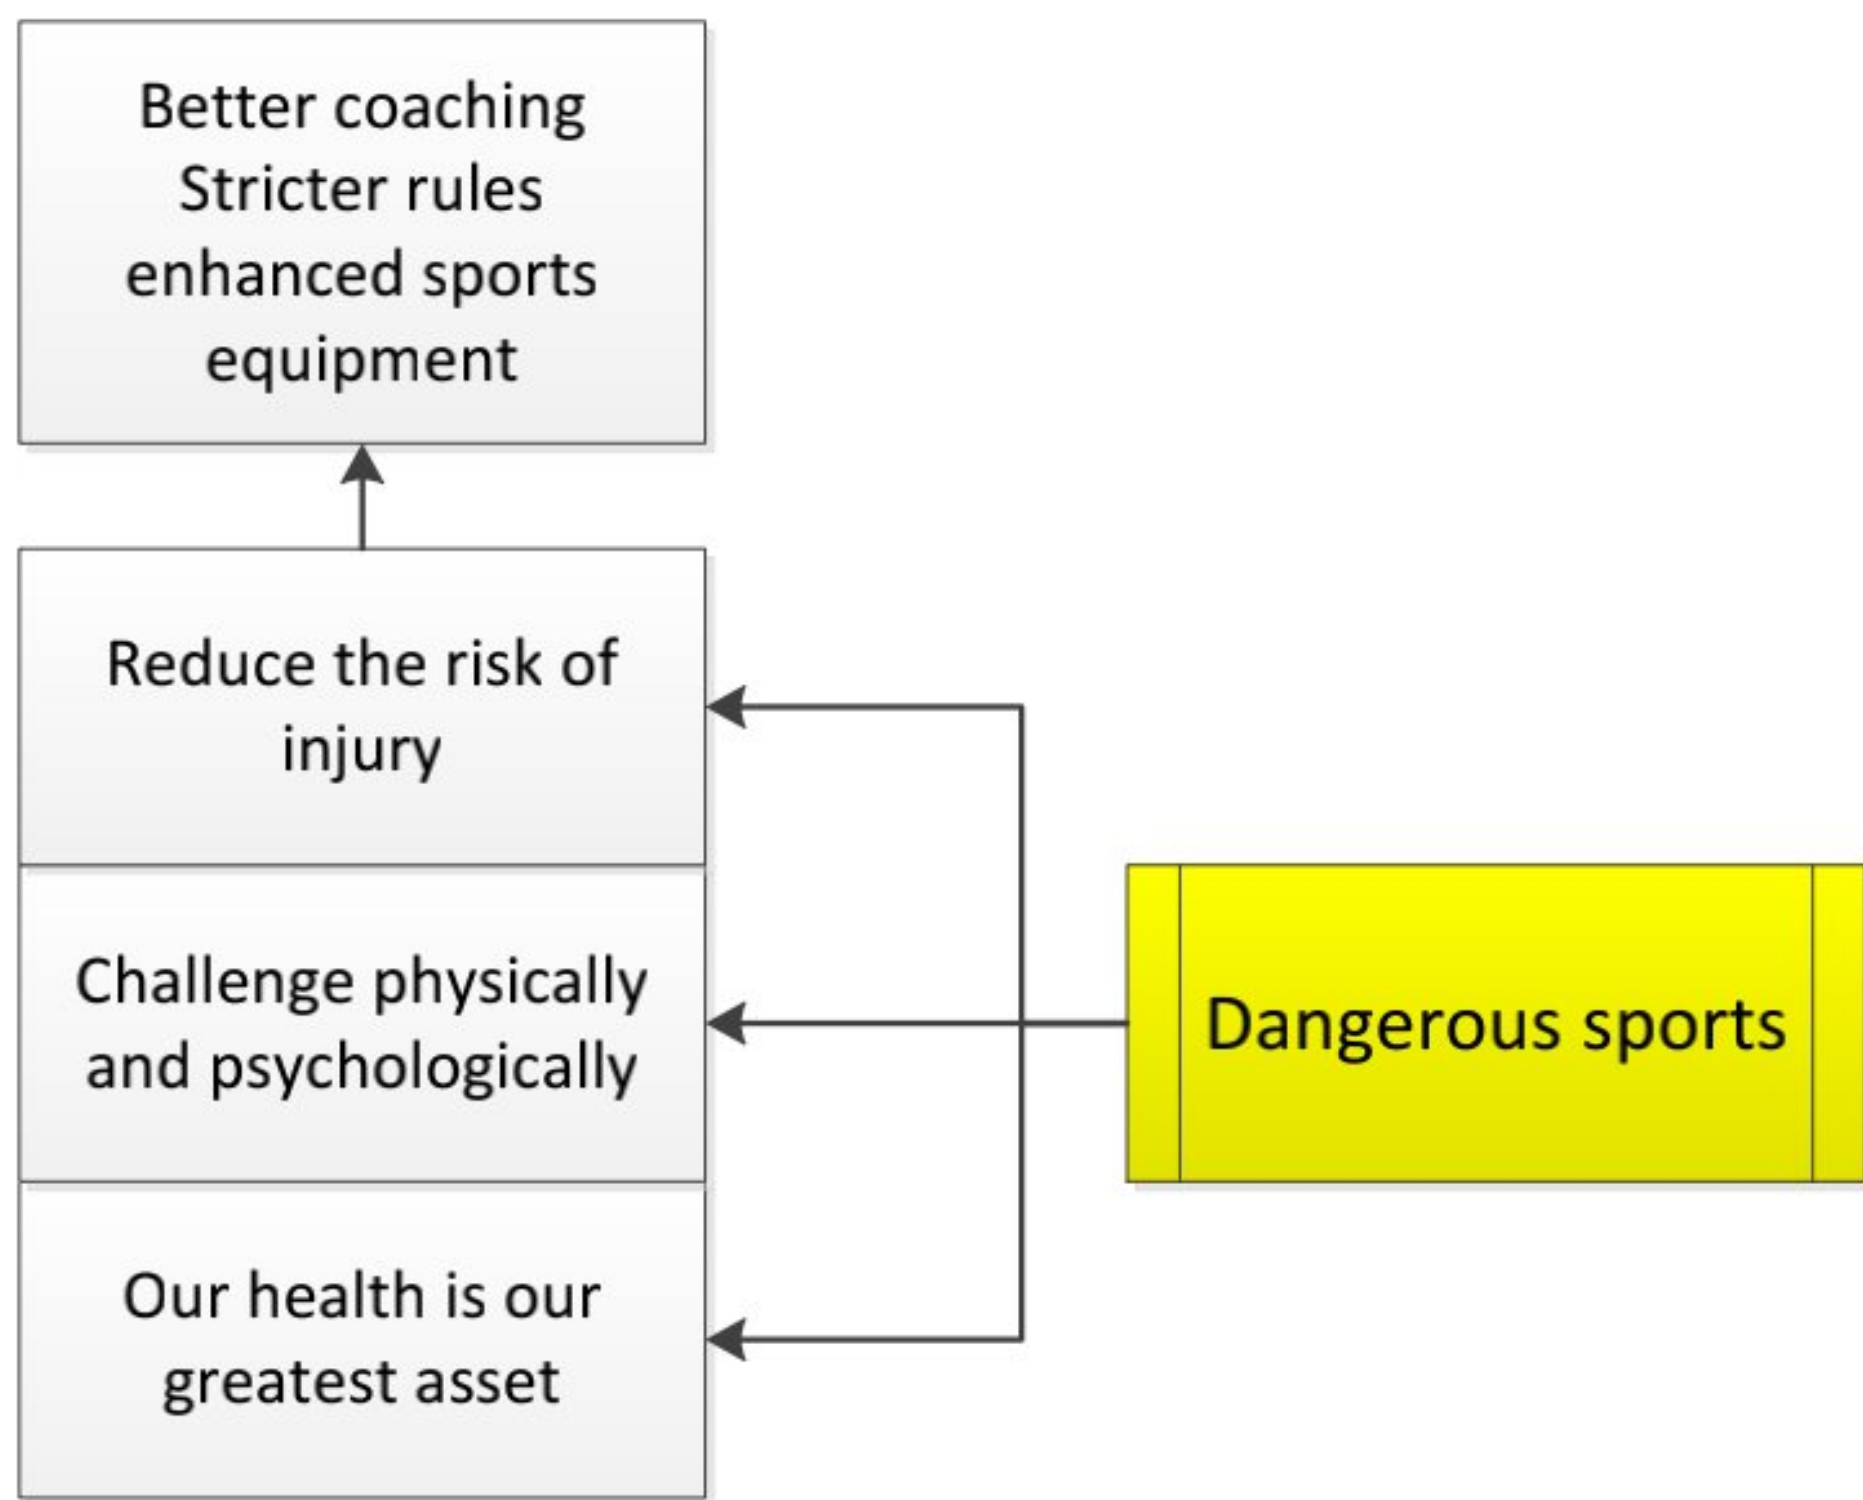 Better coaching
Stricter rules
enhanced sports
equipment
Reduce the risk of
injury
Challenge physically
and psychologically
Dangerous sports
Our health is our
greatest asset